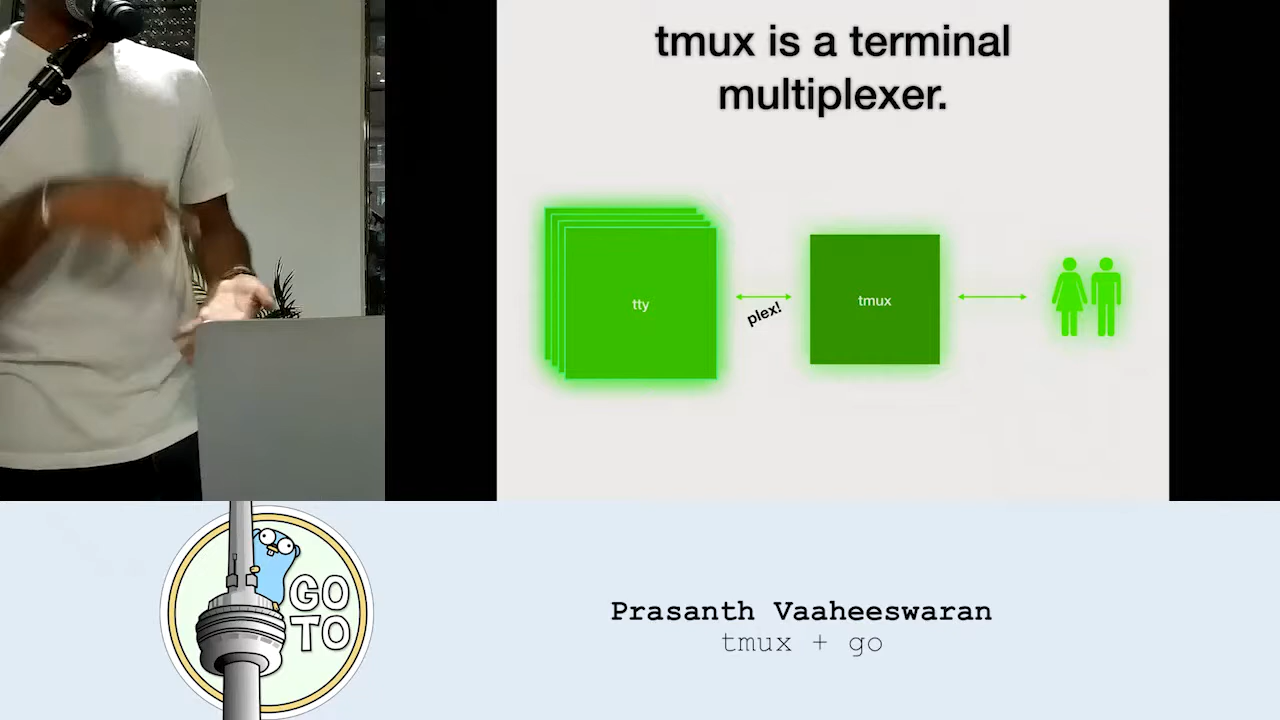 tmux is a terminal
multiplexer.
tty
plex!
tmux
GO
TO
Prasanth Vaaheeswaran
tmux + go